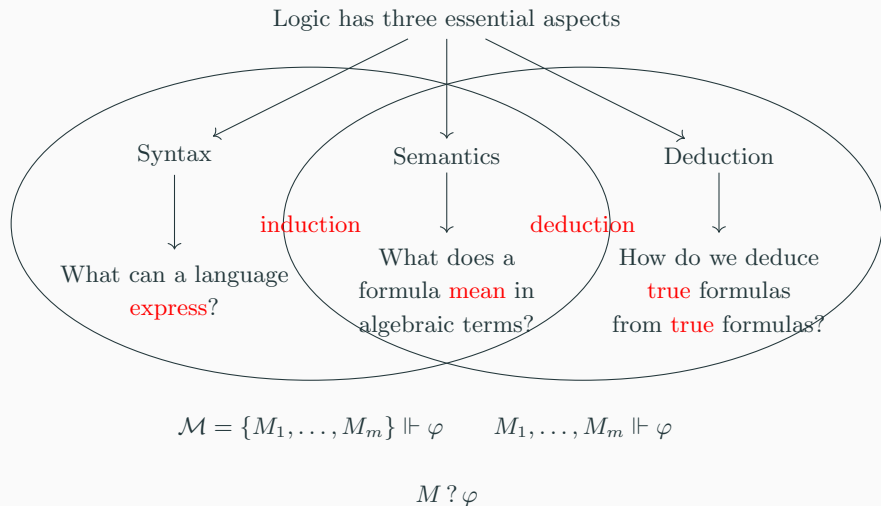 Logic has three essential aspects
Syntax
Semantics
Deduction
induction
deduction
What can a language
express?
What does a
formula mean in
algebraic terms?
How do we deduce
true formulas
from true formulas?
ℳ = {M₁, . . . , Mₘ} ⊩ φ
M₁, . . . , Mₘ ⊩ φ
M ? φ